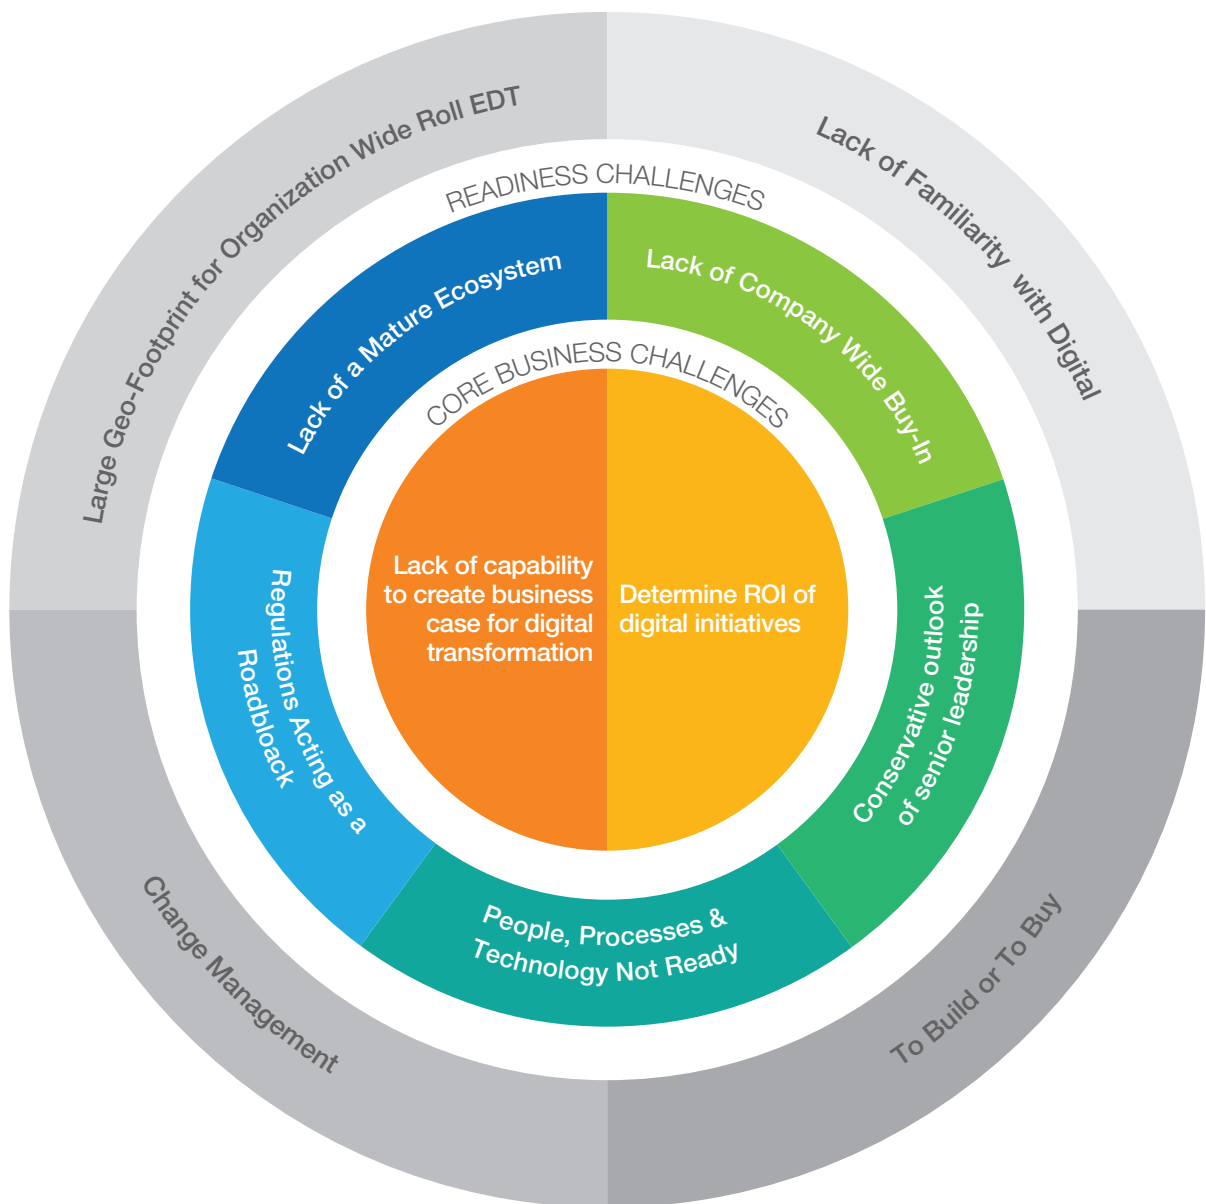 Large Geo-Footprint for Organization Wide Roll EDT
Lack of Familiarity with Digital
READINESS CHALLENGES
Lack of a Mature Ecosystem
Lack of Company Wide Buy-In
CORE BUSINESS CHALLENGES
Lack of capability
to create business
case for digital
transformation
Determine ROI of
digital initiatives
Regulations Acting as a
Roadbloack
Conservative outlook
of senior leadership
People, Processes &
Technology Not Ready
Change Management
To Build or To Buy